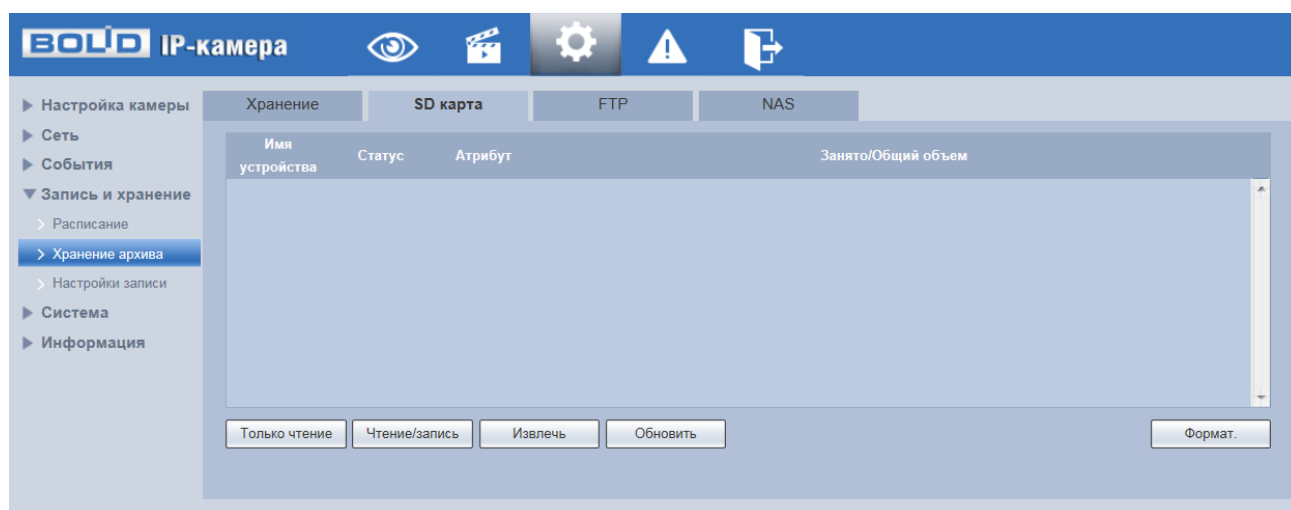 BOLID IP-камера
Настройка камеры
Сеть
События
Запись и хранение
Расписание
Хранение архива
Настройки записи
Система
Информация
Хранение SD карта FTP NAS
Имя устройства Статус Атрибут Занято/Общий объем
Только чтение Чтение/запись Извлечь Обновить Формат.